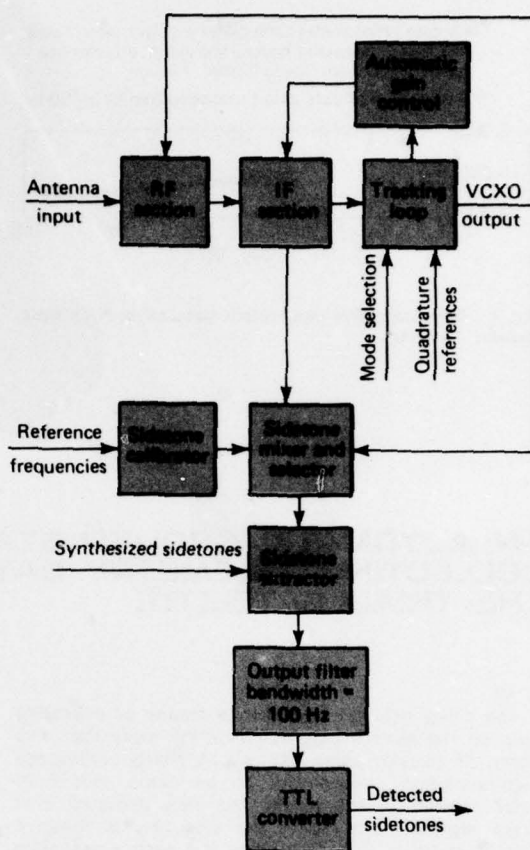 Automatic
gain
control
Antenna
input
RF
section
IF
section
Tracking
loop
VCXO
output
Mode selection
Quadrature
references
Reference
frequencies
Sidetone
calibrator
Sidetone
mixer and
selector
Synthesized sidetones
Sidetone
extractor
Output filter
bandwidth =
100 Hz
TTL
converter
Detected
sidetones